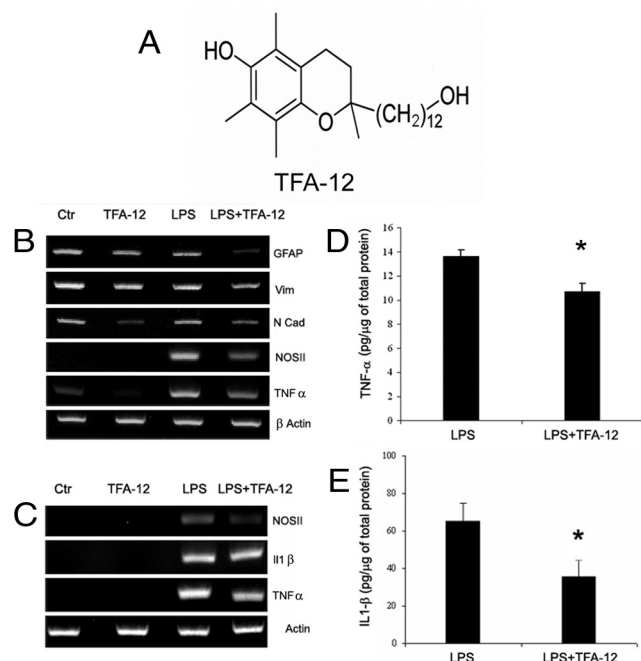 A
HO
O
(CH2)12
OH
TFA-12
B
Ctr TFA-12 LPS LPS+TFA-12
GFAP
Vim
N Cad
NOSII
TNF α
β Actin
C
Ctr TFA-12 LPS LPS+TFA-12
NOSII
Il1 β
TNF α
Actin
D
TNF-α (pg/μg of total protein)
16
14
12
10
8
6
4
2
0
*
LPS LPS+TFA-12
E
IL1-β (pg/μg of total protein)
100
80
60
40
20
0
*
LPS LPS+TFA-12